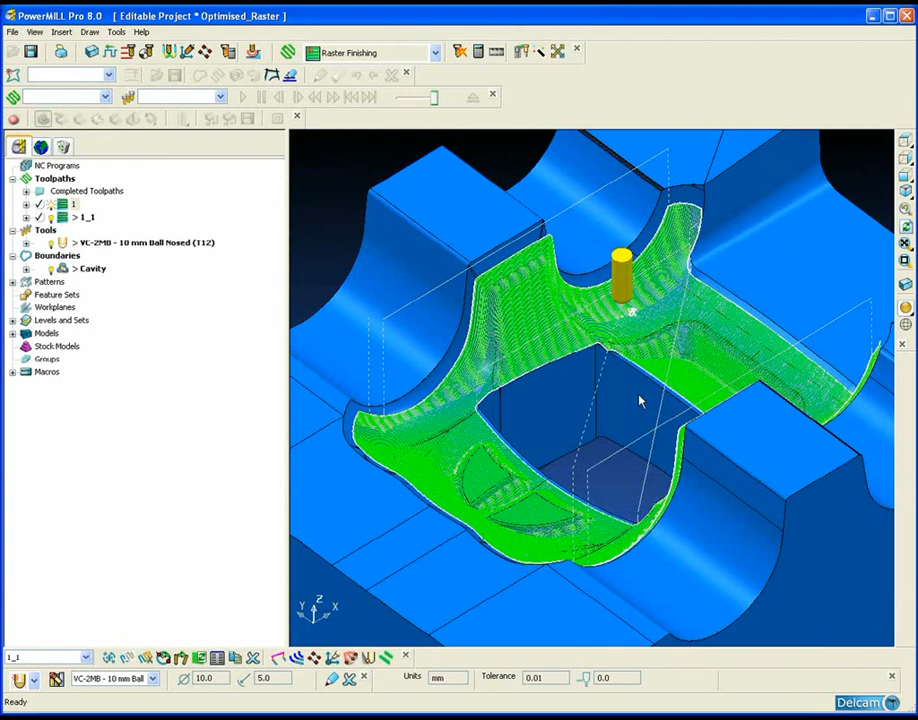 PowerMILL Pro 8.0 [ Editable Project * Optimised_Raster ]
File View Insert Draw Tools Help
Raster Finishing
NC Programs
Toolpaths
Completed Toolpaths
1
> 1_1
Tools
> VC-2MB - 10 mm Ball Nosed (T12)
Boundaries
> Cavity
Patterns
Feature Sets
Workplanes
Levels and Sets
Models
Stock Models
Groups
Macros
Z
Y X
1_1
VC-2MB - 10 mm Ball 10.0 5.0 Units mm Tolerance 0.01 0.0
Ready
Delcam